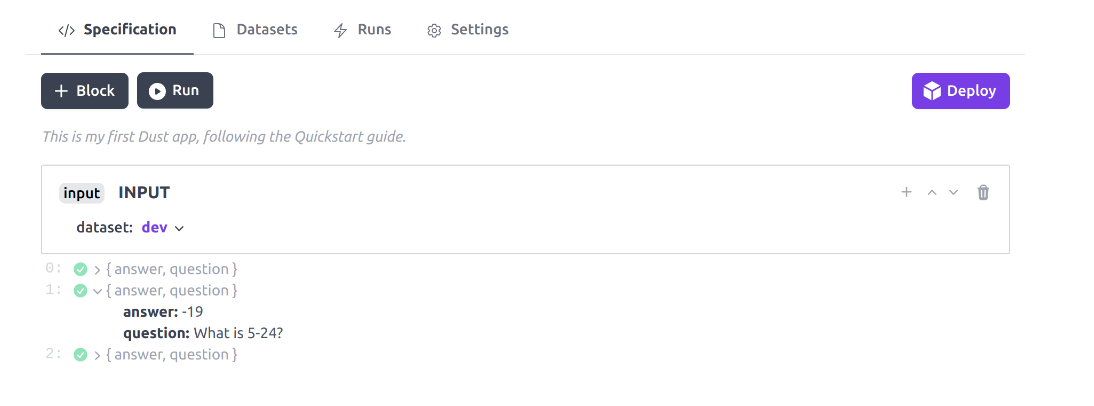 </> Specification Datasets Runs Settings
+ Block Run Deploy
This is my first Dust app, following the Quickstart guide.
input INPUT
dataset: dev
0: { answer, question }
1: { answer, question }
answer: -19
question: What is 5-24?
2: { answer, question }